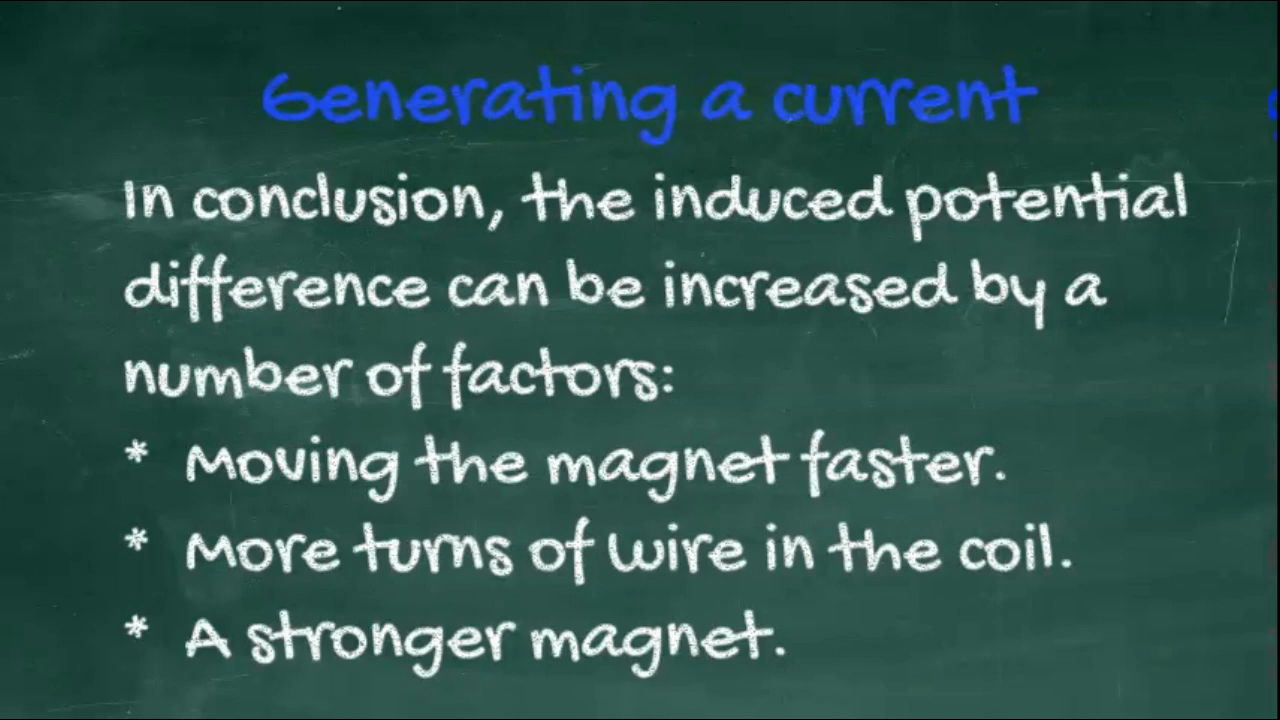 Generating a current
In conclusion, the induced potential
difference can be increased by a
number of factors:
* Moving the magnet faster.
* More turns of wire in the coil.
* A stronger magnet.